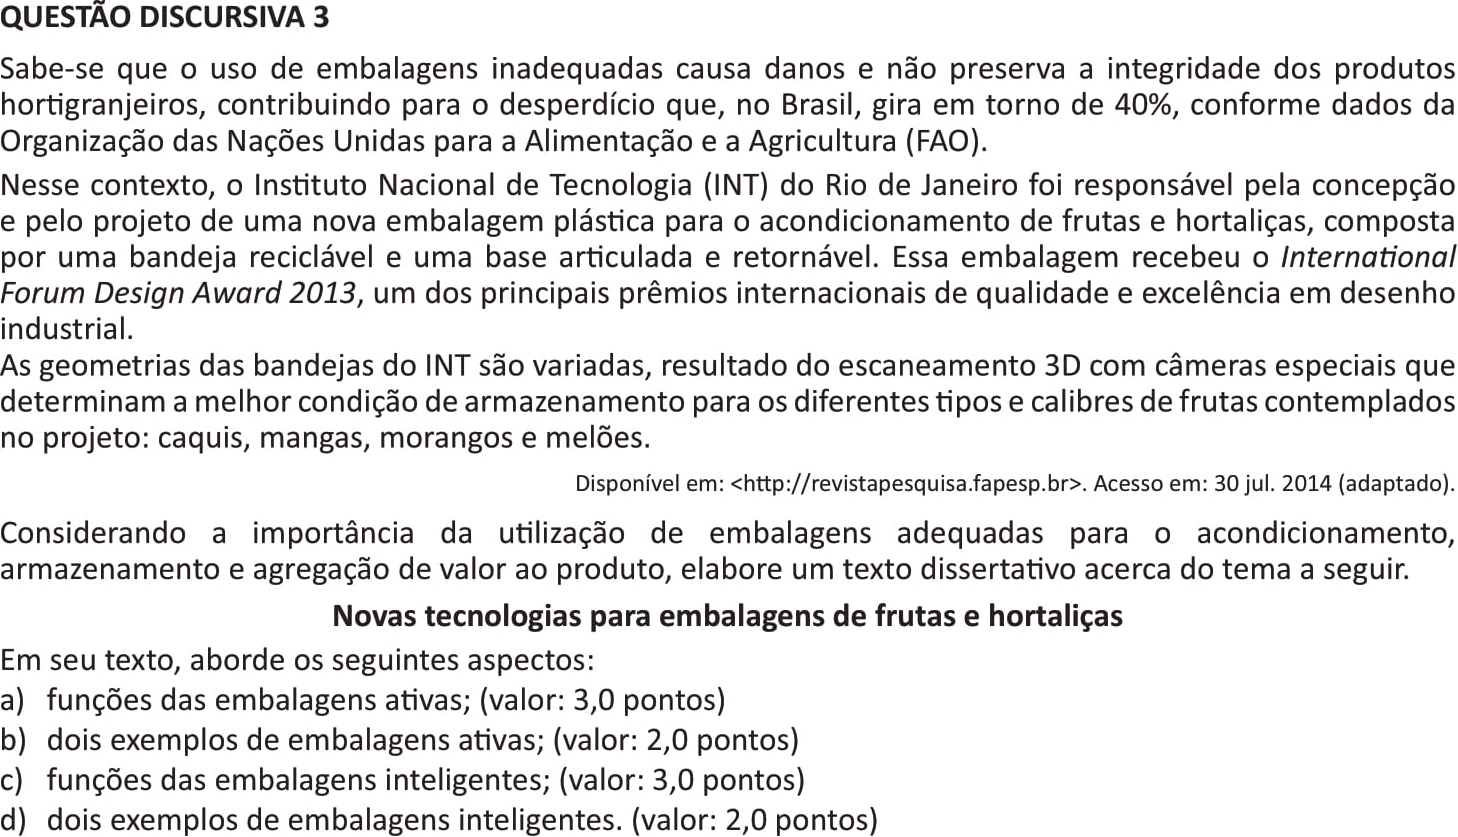 QUESTÃO DISCURSIVA 3
Sabe-se que o uso de embalagens inadequadas causa danos e não preserva a integridade dos produtos
hortigranjeiros, contribuindo para o desperdício que, no Brasil, gira em torno de 40%, conforme dados da
Organização das Nações Unidas para a Alimentação e a Agricultura (FAO).
Nesse contexto, o Instituto Nacional de Tecnologia (INT) do Rio de Janeiro foi responsável pela concepção
e pelo projeto de uma nova embalagem plástica para o acondicionamento de frutas e hortaliças, composta
por uma bandeja reciclável e uma base articulada e retornável. Essa embalagem recebeu o International
Forum Design Award 2013, um dos principais prêmios internacionais de qualidade e excelência em desenho
industrial.
As geometrias das bandejas do INT são variadas, resultado do escaneamento 3D com câmeras especiais que
determinam a melhor condição de armazenamento para os diferentes tipos e calibres de frutas contemplados
no projeto: caquis, mangas, morangos e melões.
Disponível em: <http://revistapesquisa.fapesp.br>. Acesso em: 30 jul. 2014 (adaptado).
Considerando a importância da utilização de embalagens adequadas para o acondicionamento,
armazenamento e agregação de valor ao produto, elabore um texto dissertativo acerca do tema a seguir.
Novas tecnologias para embalagens de frutas e hortaliças
Em seu texto, aborde os seguintes aspectos:
a) funções das embalagens ativas; (valor: 3,0 pontos)
b) dois exemplos de embalagens ativas; (valor: 2,0 pontos)
c) funções das embalagens inteligentes; (valor: 3,0 pontos)
d) dois exemplos de embalagens inteligentes. (valor: 2,0 pontos)